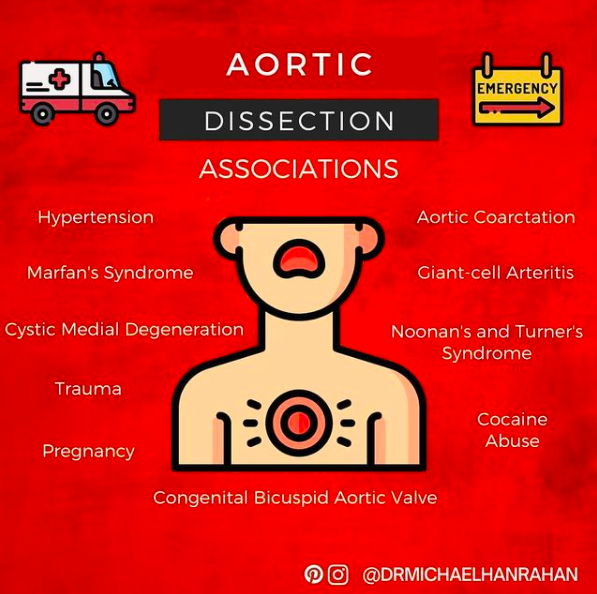 AORTIC
DISSECTION
ASSOCIATIONS
EMERGENCY
Hypertension
Marfan's Syndrome
Cystic Medial Degeneration
Trauma
Pregnancy
Aortic Coarctation
Giant-cell Arteritis
Noonan's and Turner's
Syndrome
Cocaine
Abuse
Congenital Bicuspid Aortic Valve
@DRMICHAELHANRAHAN